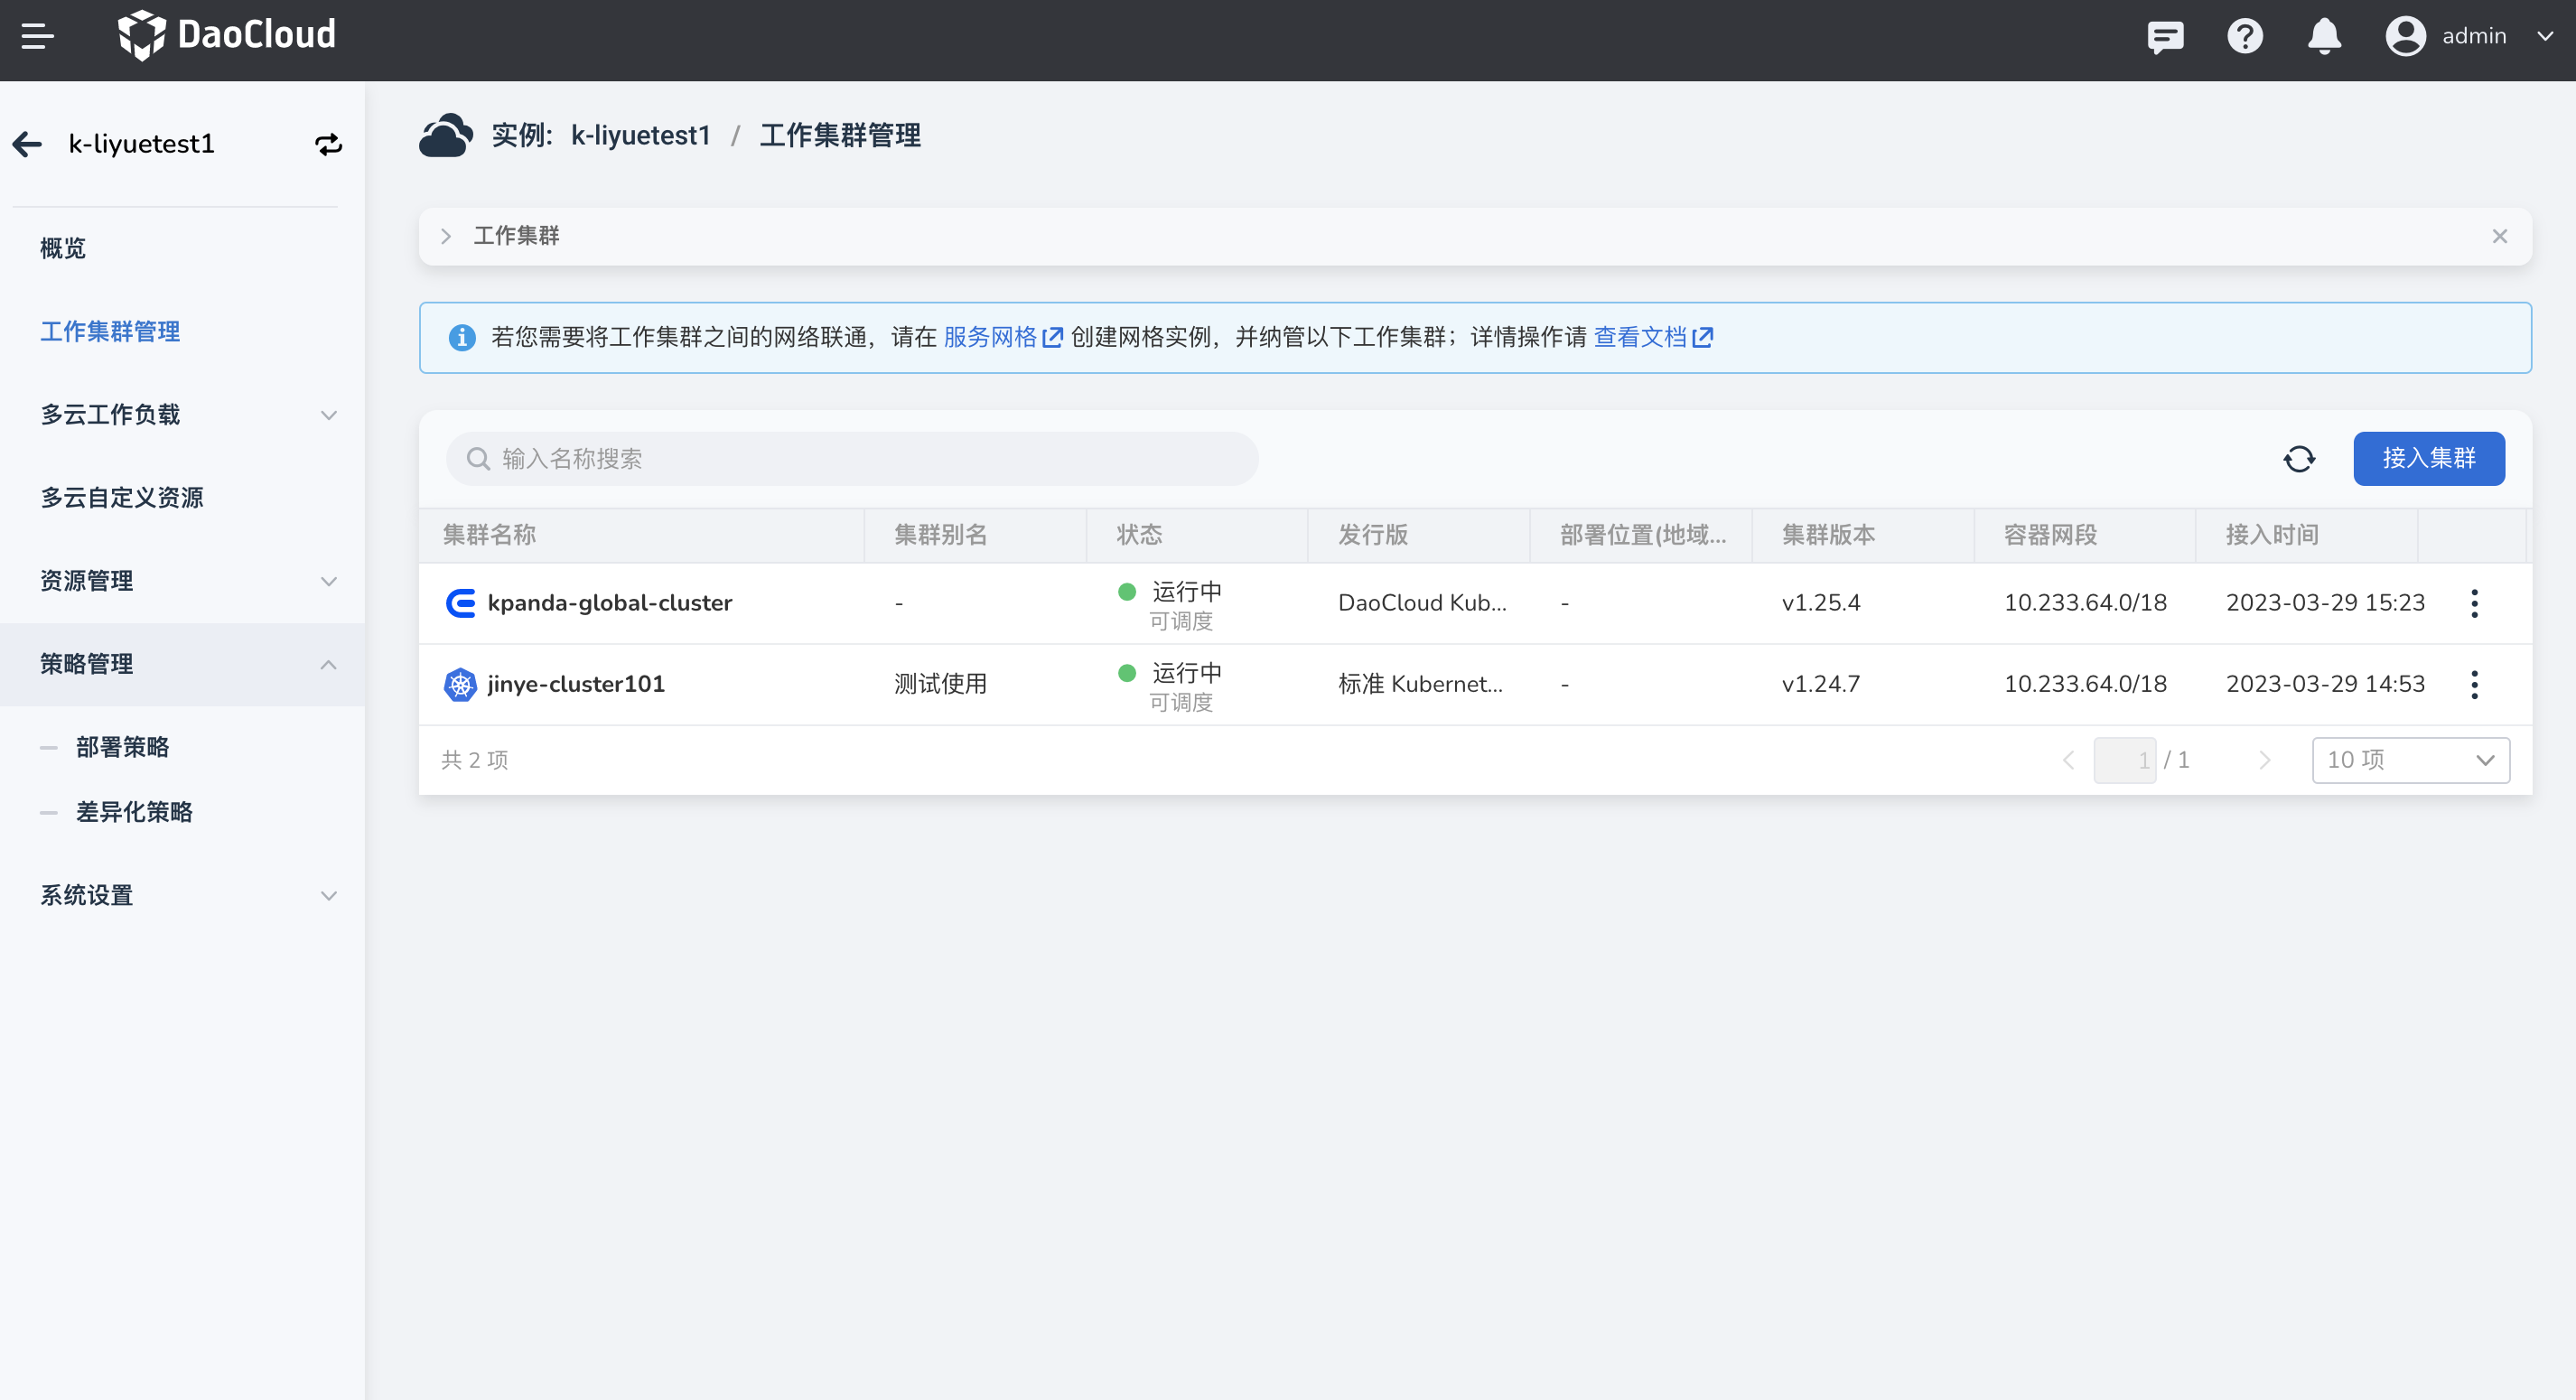 DaoCloud
admin
k-liyuetest1
概览
工作集群管理
多云工作负载
多云自定义资源
资源管理
策略管理
部署策略
差异化策略
系统设置
实例: k-liyuetest1 / 工作集群管理
工作集群
若您需要将工作集群之间的网络联通，请在 服务网格 创建网格实例，并纳管以下工作集群；详情操作请 查看文档
输入名称搜索
接入集群
集群名称 集群别名 状态 发行版 部署位置(地域... 集群版本 容器网段 接入时间
kpanda-global-cluster - 运行中 DaoCloud Kub... - v1.25.4 10.233.64.0/18 2023-03-29 15:23
可调度
jinye-cluster101 测试使用 运行中 标准 Kubernet... - v1.24.7 10.233.64.0/18 2023-03-29 14:53
可调度
共 2 项 1 / 1 10 项